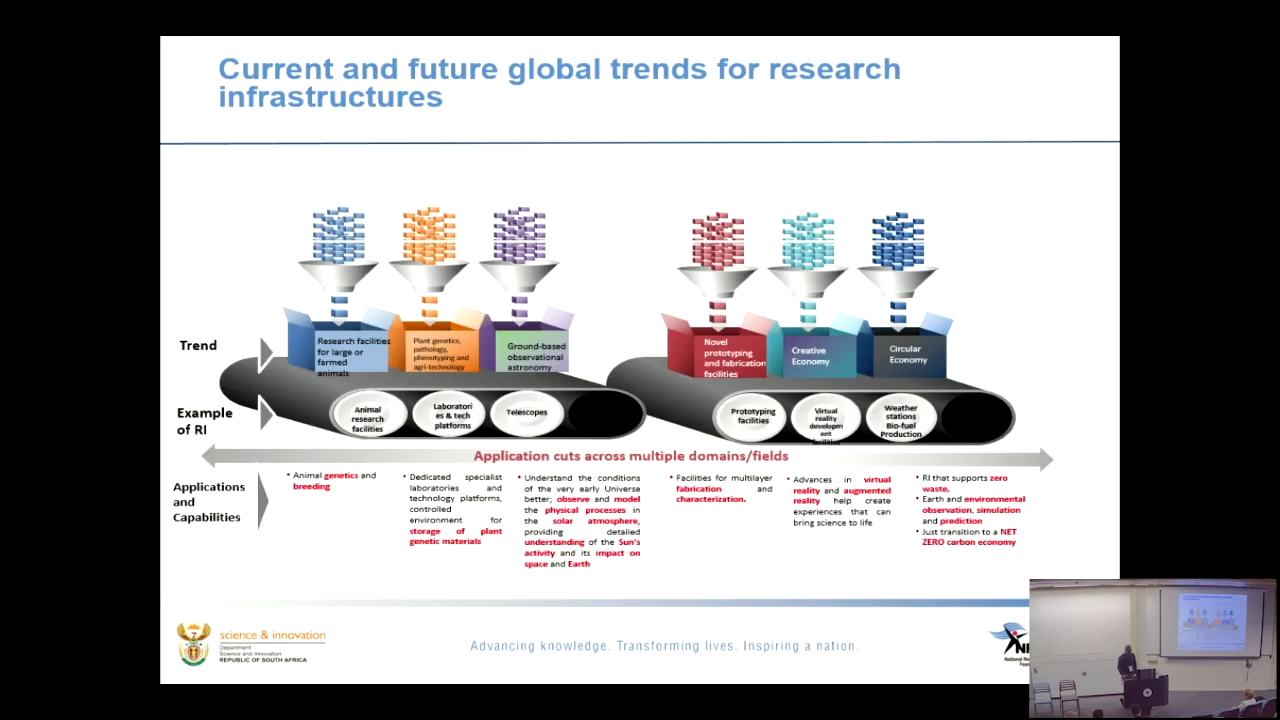 Current and future global trends for research
infrastructures
Trend
Research facilities
for large or
farmed
animals
Plant genetics,
pathology,
phenotyping and
agri-technology
Ground-based
observational
astronomy
Novel
prototyping
and fabrication
facilities
Creative
Economy
Circular
Economy
Example
of RI
Animal
research
facilities
Laboratori
es & tech
platforms
Telescopes
Prototyping
facilities
Virtual
reality
developm
ent
facilities
Weather
stations
Bio-fuel
Production
Application cuts across multiple domains/fields
Applications
and
Capabilities
• Animal genetics and
breeding
• Dedicated specialist
laboratories and
technology platforms,
controlled
environment for
storage of plant
genetic materials
• Understand the conditions
of the very early Universe
better; observe and model
the physical processes in
the solar atmosphere,
providing detailed
understanding of the Sun's
activity and its impact on
space and Earth
• Facilities for multilayer
fabrication and
characterization.
• Advances in virtual
reality and augmented
reality help create
experiences that can
bring science to life
• RI that supports zero
waste,
• Earth and environmental
observation, simulation
and prediction
• Just transition to a NET
ZERO carbon economy
science & innovation
Department
Science and Innovation
REPUBLIC OF SOUTH AFRICA
Advancing knowledge. Transforming lives. Inspiring a nation.